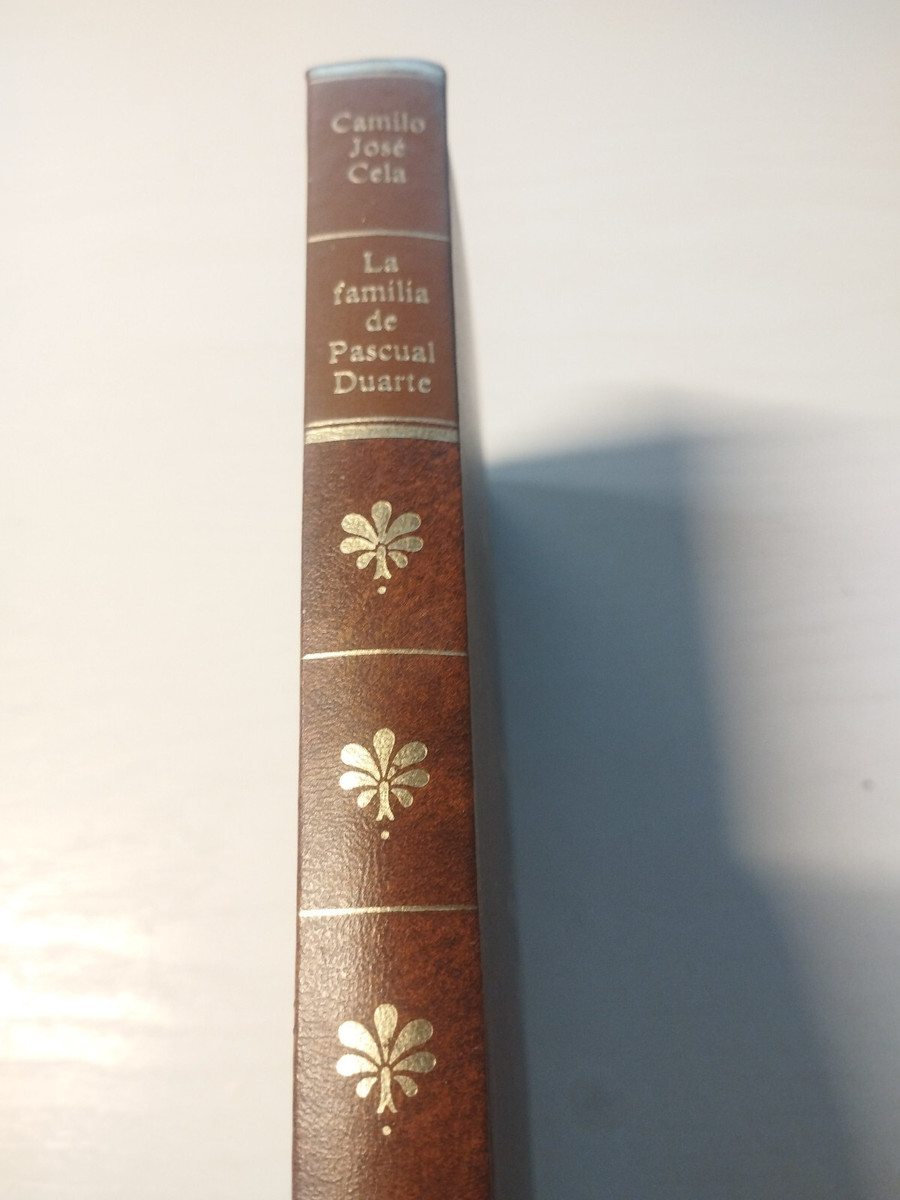 Camilo
José
Cela
La
familia
de
Pascual
Duarte